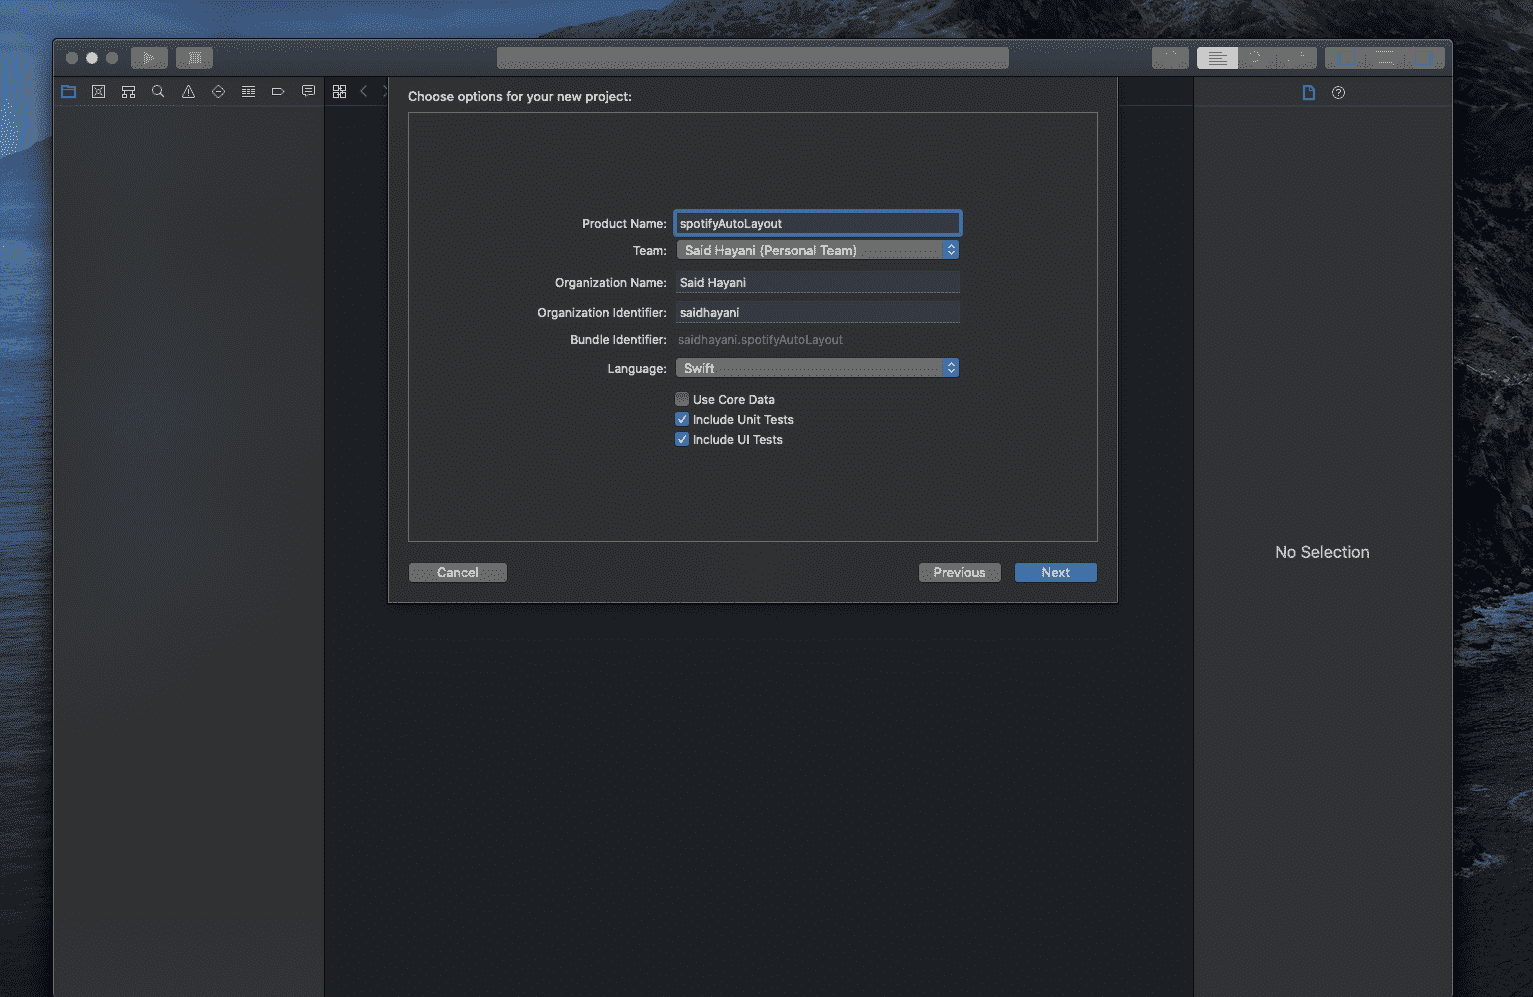 Choose options for your new project:
Product Name: spotifyAutoLayout
Team: Said Hayani (Personal Team)
Organization Name: Said Hayani
Organization Identifier: saidhayani
Bundle Identifier: saidhayani.spotifyAutoLayout
Language: Swift
Use Core Data
Include Unit Tests
Include UI Tests
Cancel Previous Next
No Selection